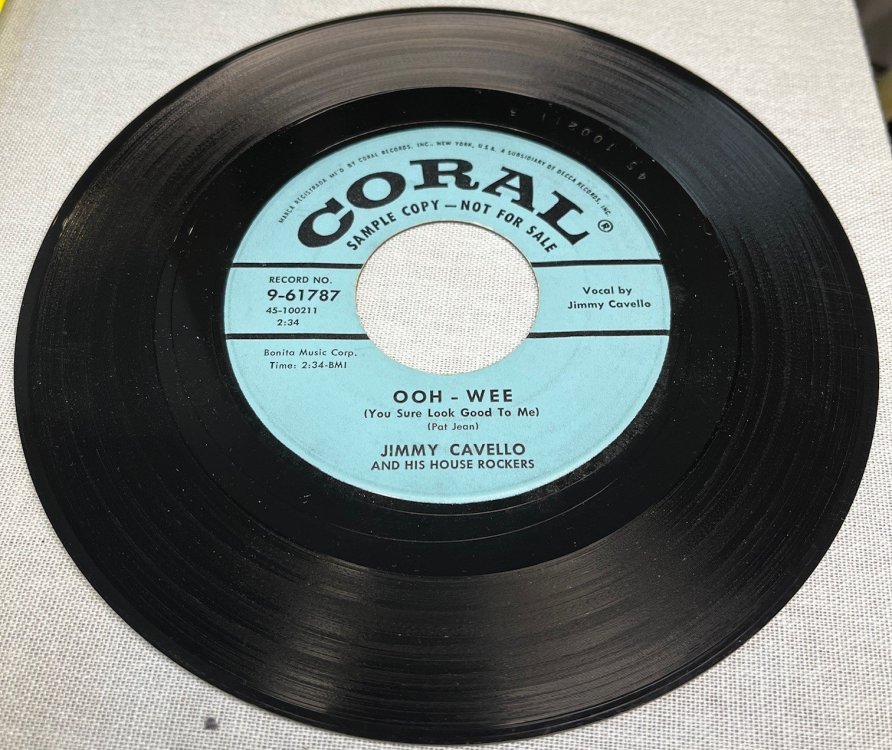 MARCA REGISTRADA MF'D BY CORAL RECORDS, INC., NEW YORK, U.S.A. A SUBSIDIARY OF DECCA RECORDS, INC.
CORAL®
SAMPLE COPY—NOT FOR SALE
RECORD NO.
9-61787
45-100211
2:34
Vocal by
Jimmy Cavello
Bonita Music Corp.
Time: 2:34-BMI
OOH - WEE
(You Sure Look Good To Me)
(Pat Jean)
JIMMY CAVELLO
AND HIS HOUSE ROCKERS
45 100211